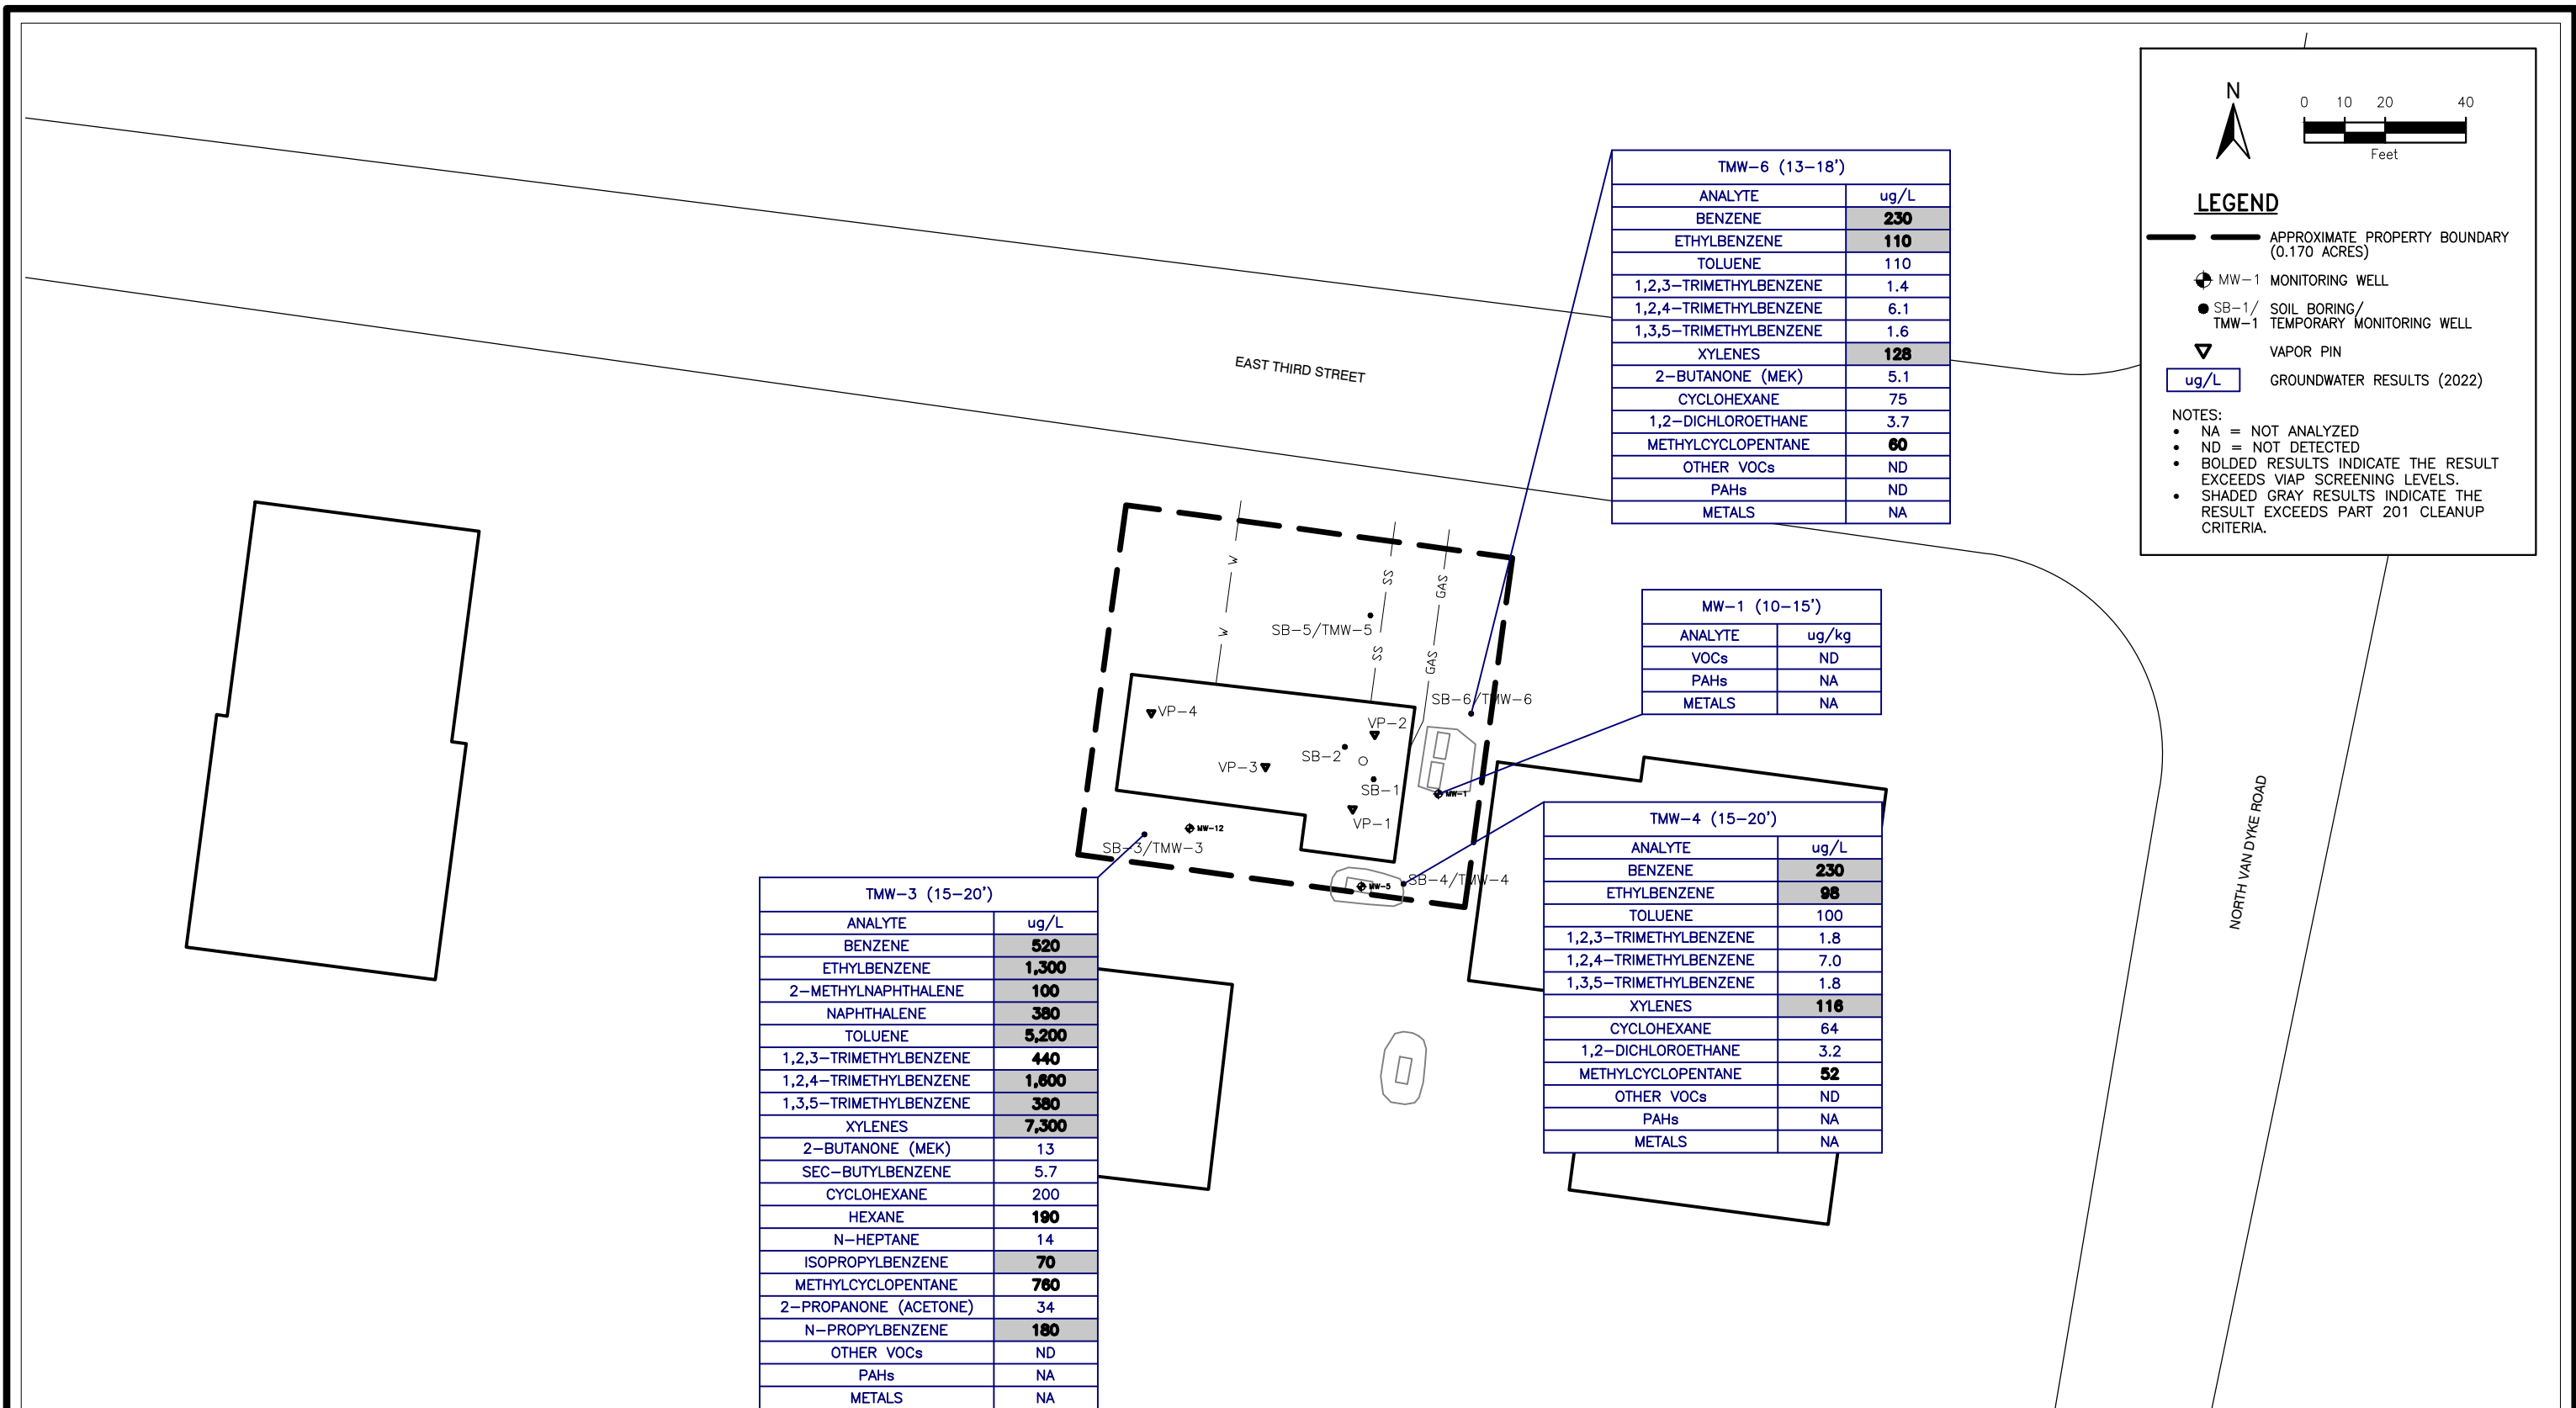 N
0 10 20 40
Feet
LEGEND
APPROXIMATE PROPERTY BOUNDARY
(0.170 ACRES)
MW-1 MONITORING WELL
SB-1/ SOIL BORING/
TMW-1 TEMPORARY MONITORING WELL
VAPOR PIN
ug/L GROUNDWATER RESULTS (2022)
NOTES:
• NA = NOT ANALYZED
• ND = NOT DETECTED
• BOLDED RESULTS INDICATE THE RESULT
EXCEEDS VIAP SCREENING LEVELS.
• SHADED GRAY RESULTS INDICATE THE
RESULT EXCEEDS PART 201 CLEANUP
CRITERIA.
TMW-6 (13-18')
ANALYTE ug/L
BENZENE 230
ETHYLBENZENE 110
TOLUENE 110
1,2,3-TRIMETHYLBENZENE 1.4
1,2,4-TRIMETHYLBENZENE 6.1
1,3,5-TRIMETHYLBENZENE 1.6
XYLENES 128
2-BUTANONE (MEK) 5.1
CYCLOHEXANE 75
1,2-DICHLOROETHANE 3.7
METHYLCYCLOPENTANE 60
OTHER VOCs ND
PAHs ND
METALS NA
EAST THIRD STREET
MW-1 (10-15')
ANALYTE ug/kg
VOCs ND
PAHs NA
METALS NA
W
W
SS
SS
GAS
GAS
SB-5/TMW-5
SB-6/TMW-6
VP-4
VP-2
SB-2
VP-3
SB-1
MW-1
VP-1
MW-12
SB-3/TMW-3
MW-5
SB-4/TMW-4
NORTH VAN DYKE ROAD
TMW-4 (15-20')
ANALYTE ug/L
BENZENE 230
ETHYLBENZENE 98
TOLUENE 100
1,2,3-TRIMETHYLBENZENE 1.8
1,2,4-TRIMETHYLBENZENE 7.0
1,3,5-TRIMETHYLBENZENE 1.8
XYLENES 116
CYCLOHEXANE 64
1,2-DICHLOROETHANE 3.2
METHYLCYCLOPENTANE 52
OTHER VOCs ND
PAHs NA
METALS NA
TMW-3 (15-20')
ANALYTE ug/L
BENZENE 520
ETHYLBENZENE 1,300
2-METHYLNAPHTHALENE 100
NAPHTHALENE 380
TOLUENE 5,200
1,2,3-TRIMETHYLBENZENE 440
1,2,4-TRIMETHYLBENZENE 1,600
1,3,5-TRIMETHYLBENZENE 380
XYLENES 7,300
2-BUTANONE (MEK) 13
SEC-BUTYLBENZENE 5.7
CYCLOHEXANE 200
HEXANE 190
N-HEPTANE 14
ISOPROPYLBENZENE 70
METHYLCYCLOPENTANE 760
2-PROPANONE (ACETONE) 34
N-PROPYLBENZENE 180
OTHER VOCs ND
PAHs NA
METALS NA